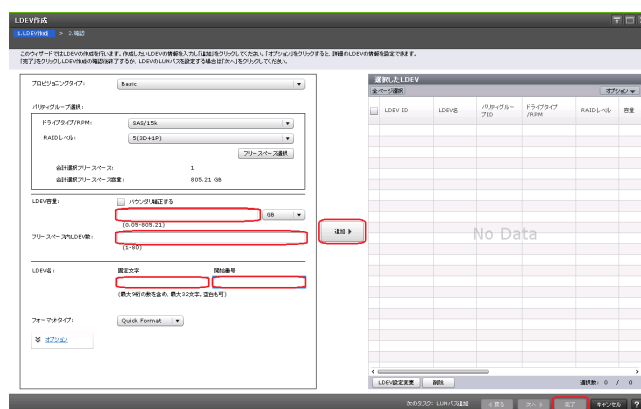 LDEV作成
1.LDEV作成 > 2.確認
このウィザードではLDEVの作成を行います。作成したいLDEVの情報を入力し「追加」をクリックしてください。「オプション」をクリックすると、詳細のLDEVの情報を設定できます。
「完了」をクリックしLDEV作成の確認後終了するか、LDEVのLUNパスを設定する場合は「次へ」をクリックしてください。
プロビジョニングタイプ: Basic
パリティグループ選択:
ドライブタイプ/RPM: SAS/15k
RAIDレベル: 5(3D+1P)
フリースペース選択
合計選択フリースペース: 1
合計選択フリースペース容量: 805.21 GB
LDEV容量: バウンダリ補正する
GB
(0.05-805.21)
フリースペース内LDEV数:
(1-80)
LDEV名: 固定文字 開始番号
(最大9桁の数を含め、最大32文字、空白も可)
フォーマットタイプ: Quick Format
オプション
追加
選択したLDEV
全ページ選択: オプション
LDEV ID LDEV名 パリティグループID ドライブタイプ/RPM RAIDレベル 容量
No Data
LDEV設定変更 削除 選択数: 0 / 0
次のタスク: LUNパス追加 戻る 次へ 完了 キャンセル ?